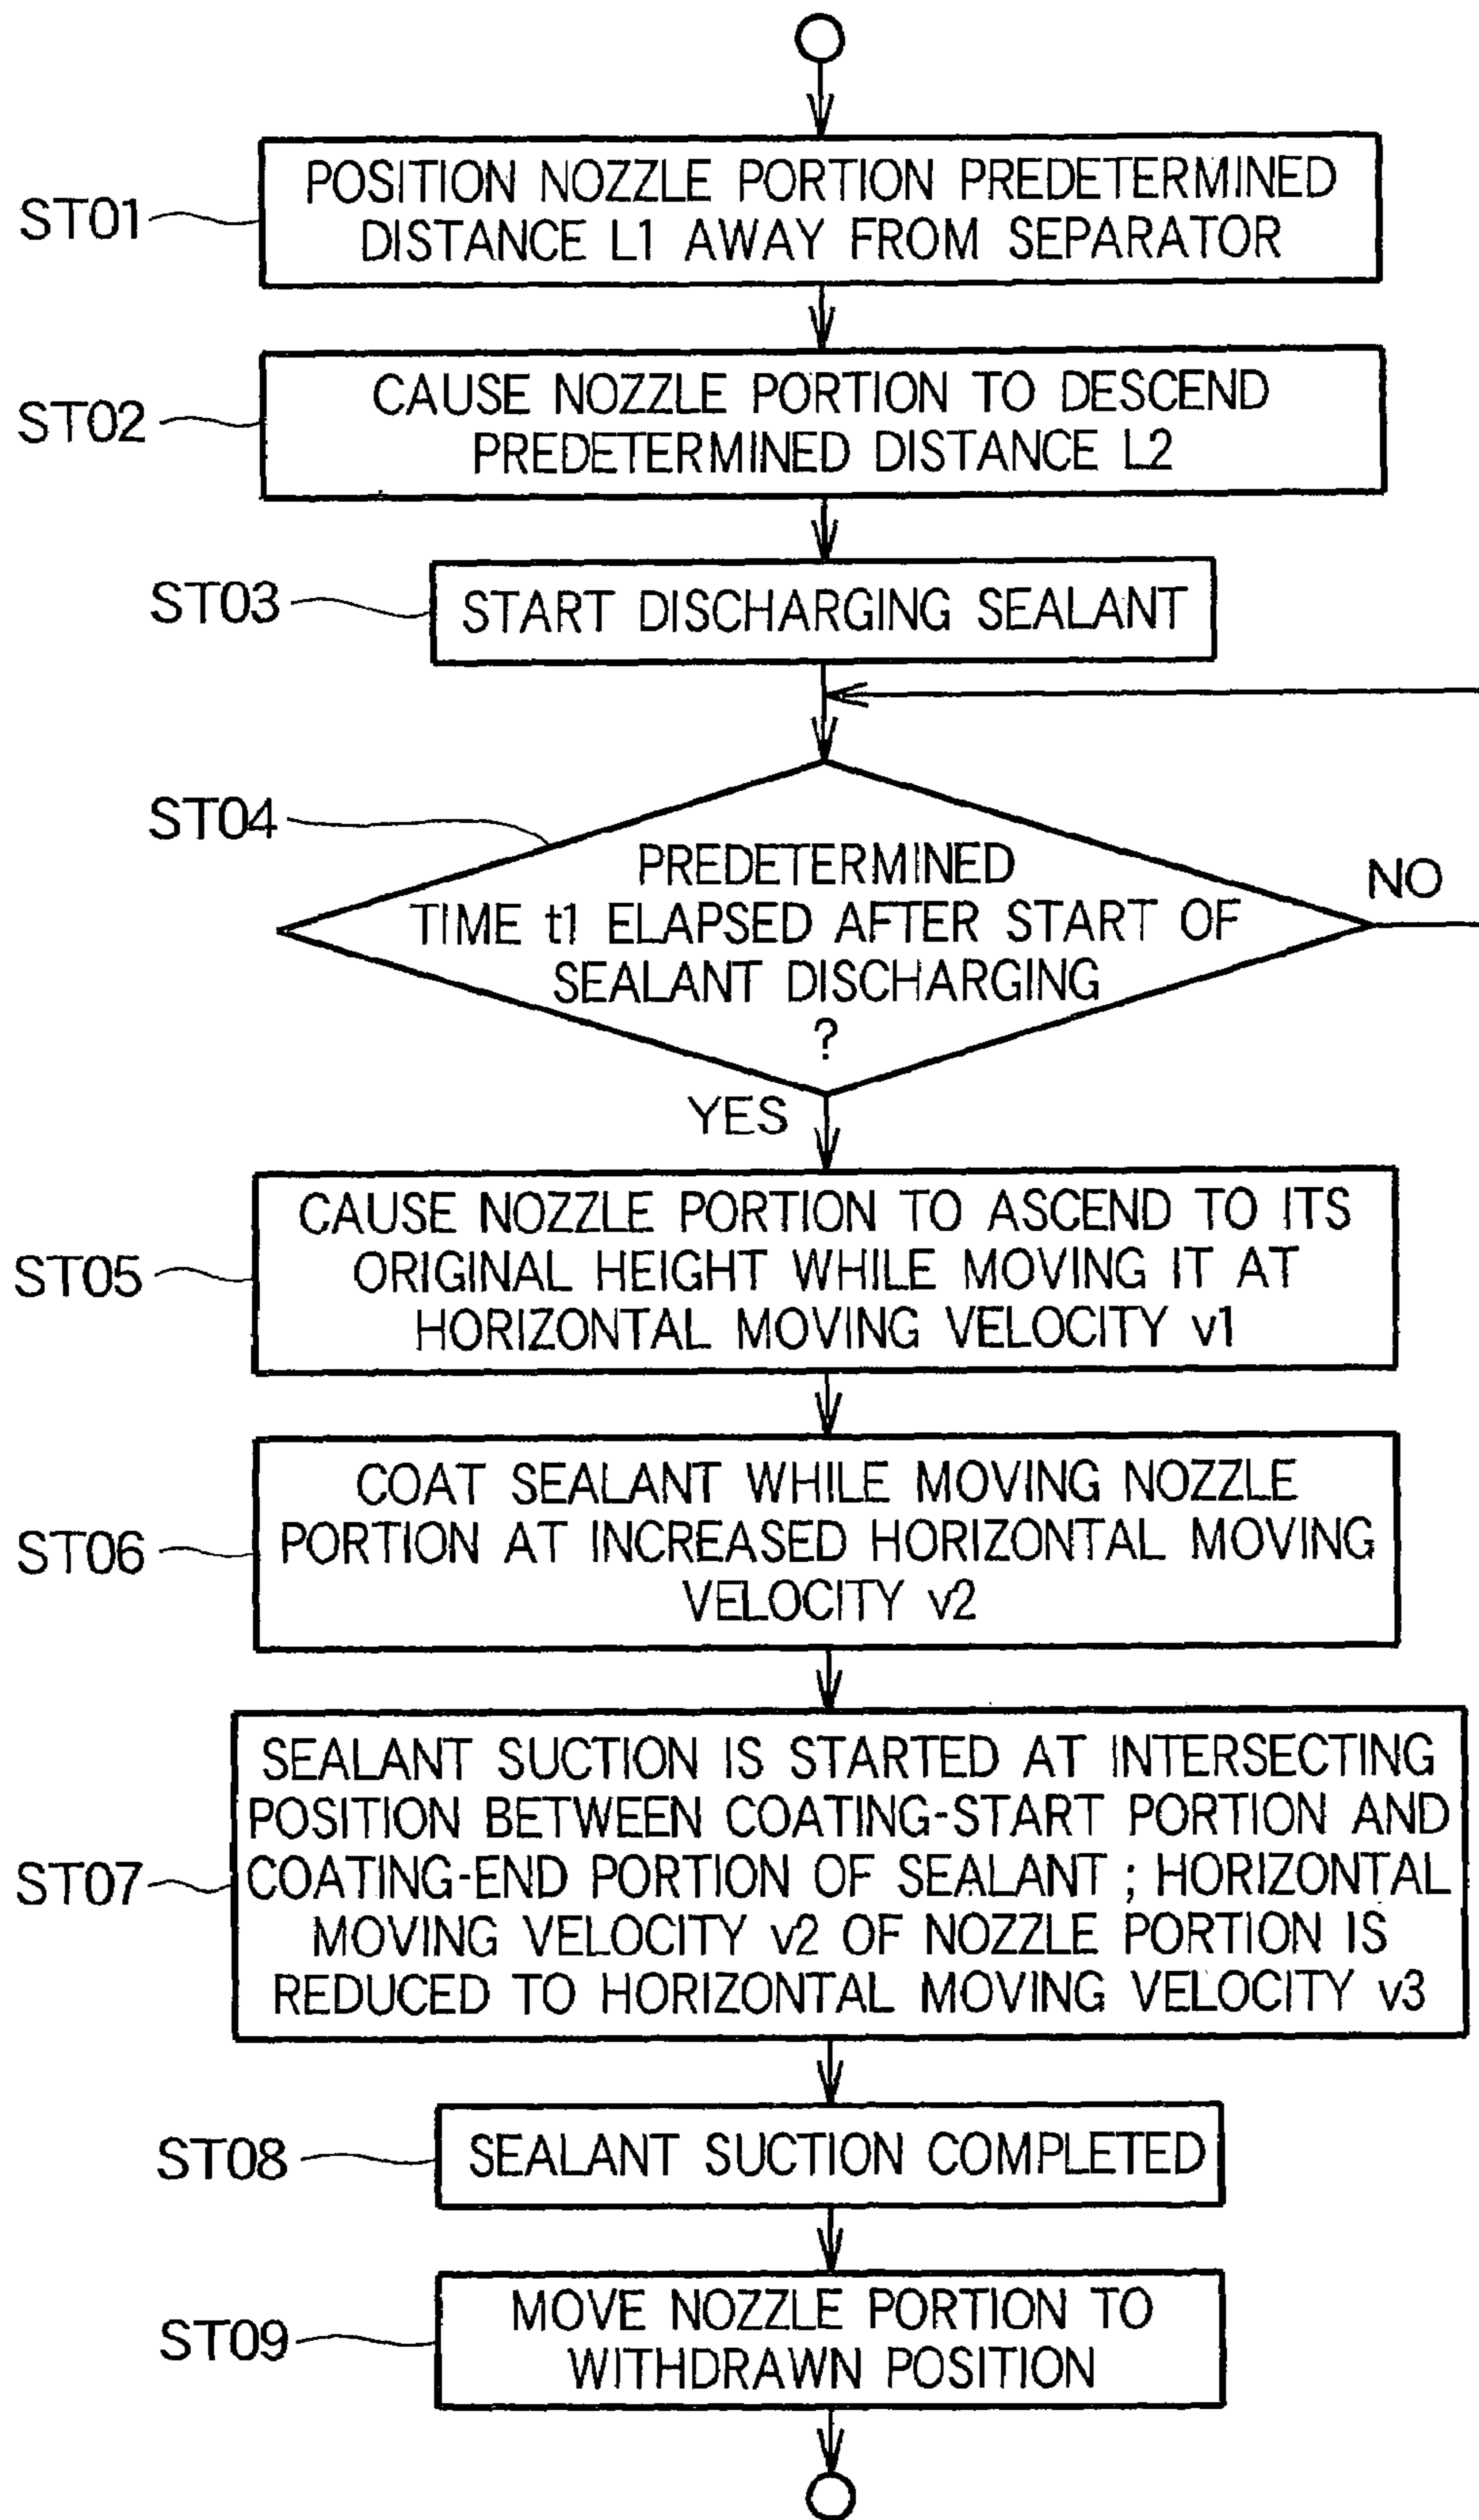 ST01
POSITION NOZZLE PORTION PREDETERMINED
DISTANCE L1 AWAY FROM SEPARATOR
ST02
CAUSE NOZZLE PORTION TO DESCEND
PREDETERMINED DISTANCE L2
ST03
START DISCHARGING SEALANT
ST04
PREDETERMINED
TIME t1 ELAPSED AFTER START OF
SEALANT DISCHARGING
?
NO
YES
ST05
CAUSE NOZZLE PORTION TO ASCEND TO ITS
ORIGINAL HEIGHT WHILE MOVING IT AT
HORIZONTAL MOVING VELOCITY v1
ST06
COAT SEALANT WHILE MOVING NOZZLE
PORTION AT INCREASED HORIZONTAL MOVING
VELOCITY v2
ST07
SEALANT SUCTION IS STARTED AT INTERSECTING
POSITION BETWEEN COATING-START PORTION AND
COATING-END PORTION OF SEALANT ; HORIZONTAL
MOVING VELOCITY v2 OF NOZZLE PORTION IS
REDUCED TO HORIZONTAL MOVING VELOCITY v3
ST08
SEALANT SUCTION COMPLETED
ST09
MOVE NOZZLE PORTION TO
WITHDRAWN POSITION